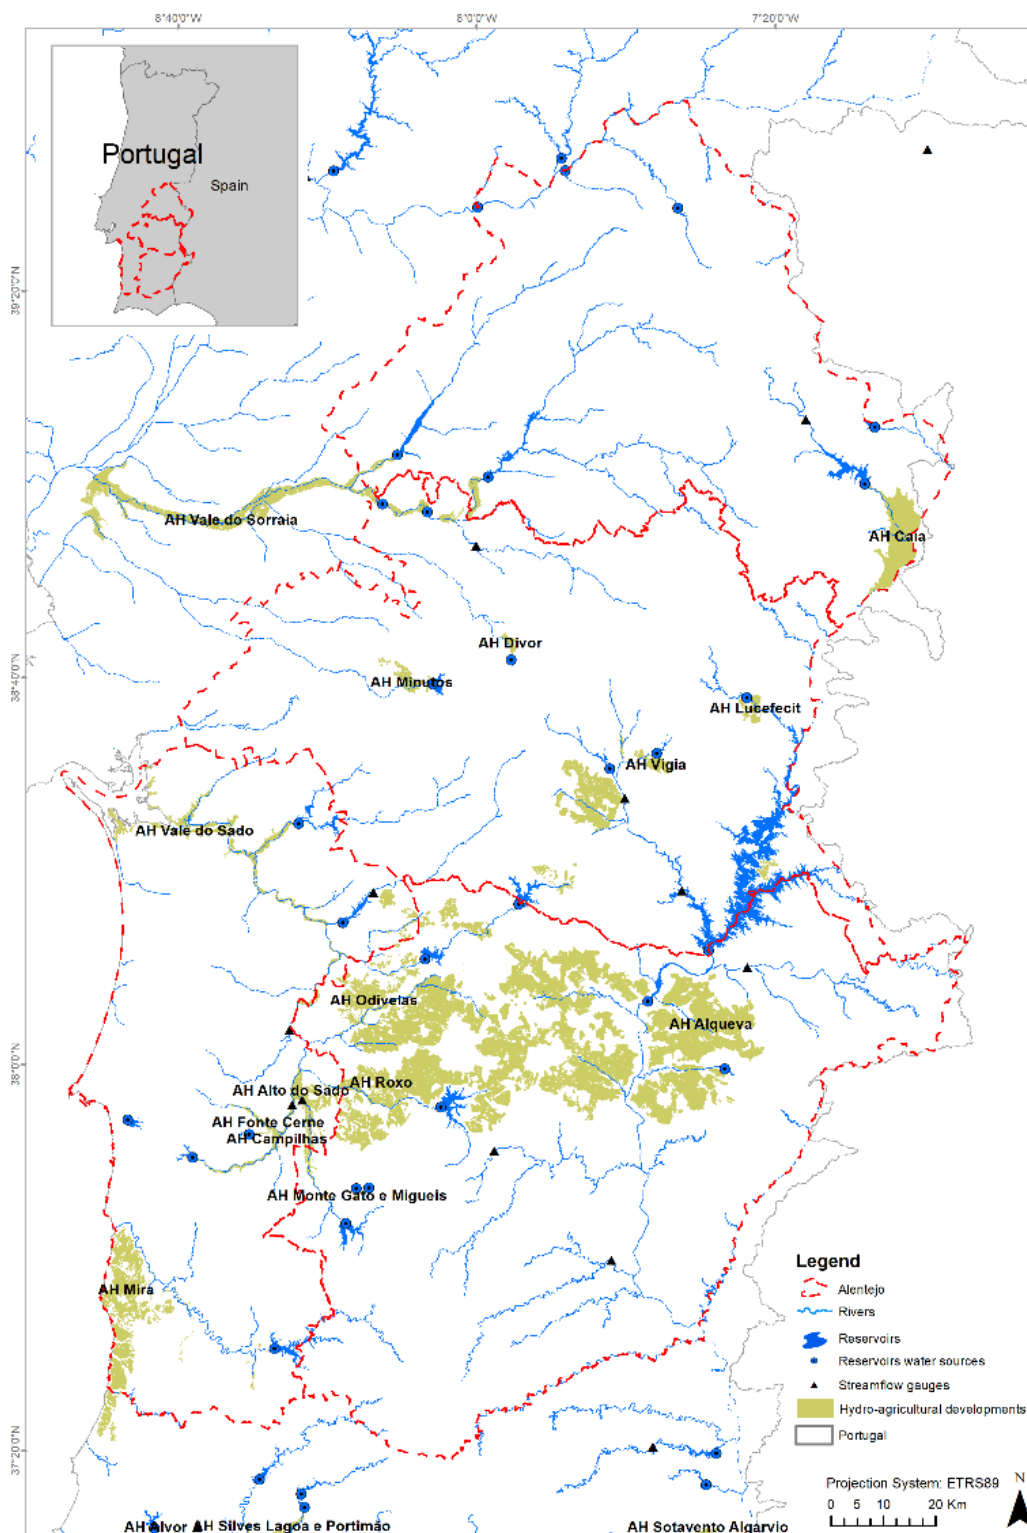 8°40'0"W
8°0'0"W
7°20'0"W
Portugal
Spain
39°20'0"N
AH Vale do Sorraia
AH Caia
AH Divor
38°40'0"N
AH Minutos
AH Lucefecit
AH Vigia
AH Vale do Sado
AH Odivelas
AH Alqueva
38°0'0"N
AH Roxo
AH Alto do Sado
AH Fonte Cerne
AH Campilhas
AH Monte Gato e Migueis
AH Mira
Legend
Alentejo
Rivers
Reservoirs
Reservoirs water sources
Streamflow gauges
Hydro-agricultural developments
Portugal
37°20'0"N
Projection System: ETRS89
N
0 5 10 20 Km
AH Alvor
AH Silves Lagoa e Portimão
AH Sotavento Algarvio